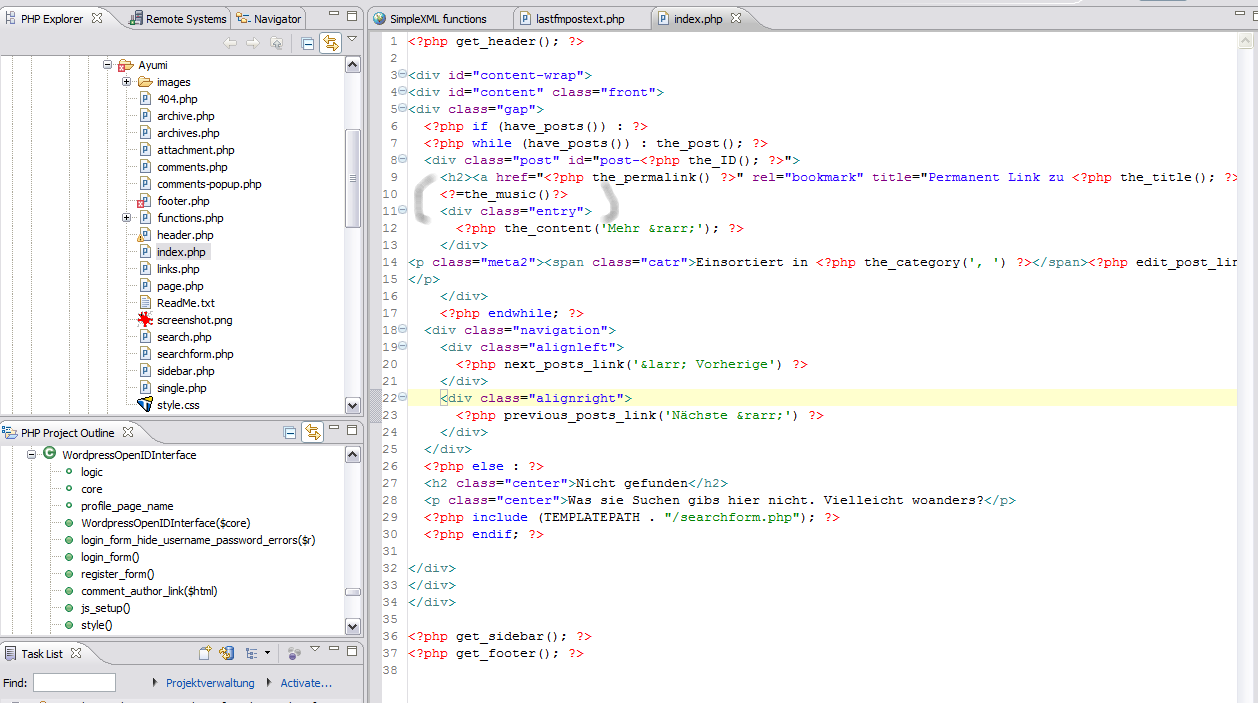 PHP Explorer
Remote Systems
Navigator
Ayumi
images
404.php
archive.php
archives.php
attachment.php
comments.php
comments-popup.php
footer.php
functions.php
header.php
index.php
links.php
page.php
ReadMe.txt
screenshot.png
search.php
searchform.php
sidebar.php
single.php
style.css
PHP Project Outline
WordpressOpenIDInterface
logic
core
profile_page_name
WordpressOpenIDInterface($core)
login_form_hide_username_password_errors($r)
login_form()
register_form()
comment_author_link($html)
js_setup()
style()
Task List
Find:
Projektverwaltung
Activate...
SimpleXML functions
lastfmpostext.php
index.php
1 <?php get_header(); ?>
2
3 <div id="content-wrap">
4 <div id="content" class="front">
5 <div class="gap">
6 <?php if (have_posts()) : ?>
7 <?php while (have_posts()) : the_post(); ?>
8 <div class="post" id="post-<?php the_ID(); ?>">
9 <h2><a href="<?php the_permalink() ?>" rel="bookmark" title="Permanent Link zu <?php the_title(); ?>
10 <?=the_music()?>
11 <div class="entry">
12 <?php the_content('Mehr &rarr;'); ?>
13 </div>
14 <p class="meta2"><span class="catr">Einsortiert in <?php the_category(', ') ?></span><?php edit_post_lin
15 </p>
16 </div>
17 <?php endwhile; ?>
18 <div class="navigation">
19 <div class="alignleft">
20 <?php next_posts_link('&larr; Vorherige') ?>
21 </div>
22 <div class="alignright">
23 <?php previous_posts_link('Nächste &rarr;') ?>
24 </div>
25 </div>
26 <?php else : ?>
27 <h2 class="center">Nicht gefunden</h2>
28 <p class="center">Was sie Suchen gibs hier nicht. Vielleicht woanders?</p>
29 <?php include (TEMPLATEPATH . "/searchform.php"); ?>
30 <?php endif; ?>
31
32 </div>
33 </div>
34 </div>
35
36 <?php get_sidebar(); ?>
37 <?php get_footer(); ?>
38